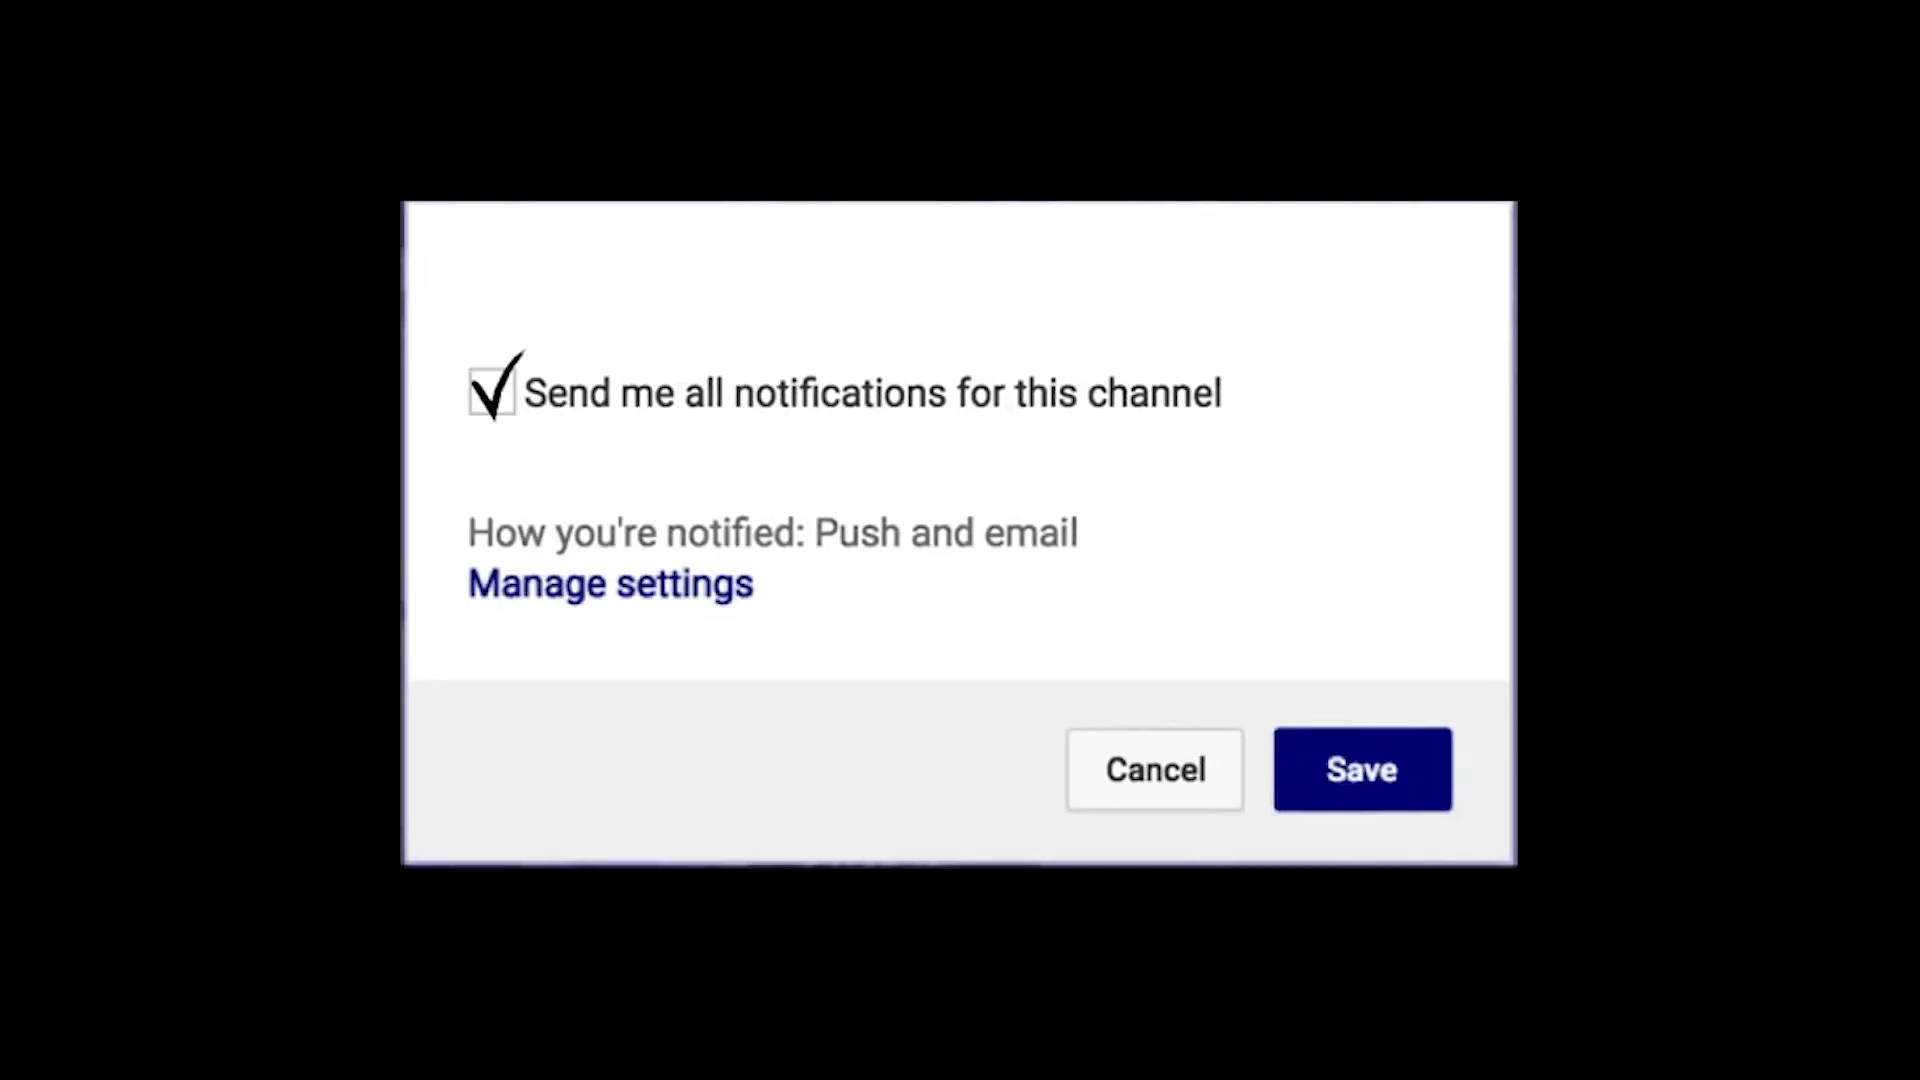 Send me all notifications for this channel
How you're notified: Push and email
Manage settings
Cancel
Save